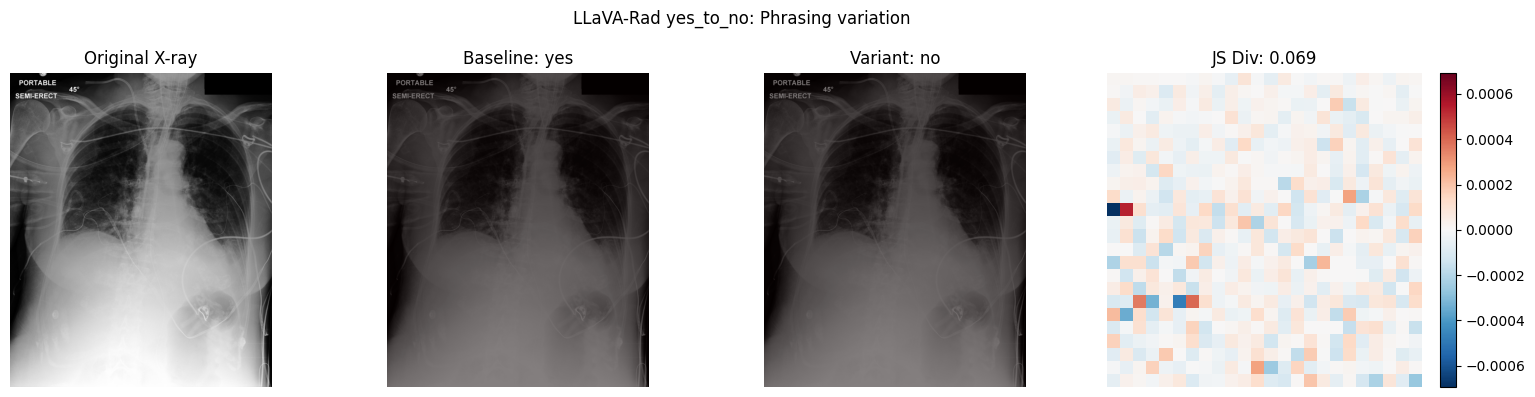 LLaVA-Rad yes_to_no: Phrasing variation
Original X-ray
Baseline: yes
Variant: no
JS Div: 0.069
PORTABLE
45°
SEMI-ERECT
PORTABLE
45°
SEMI-ERECT
PORTABLE
45°
SEMI-ERECT
0.0006
0.0004
0.0002
0.0000
−0.0002
−0.0004
−0.0006